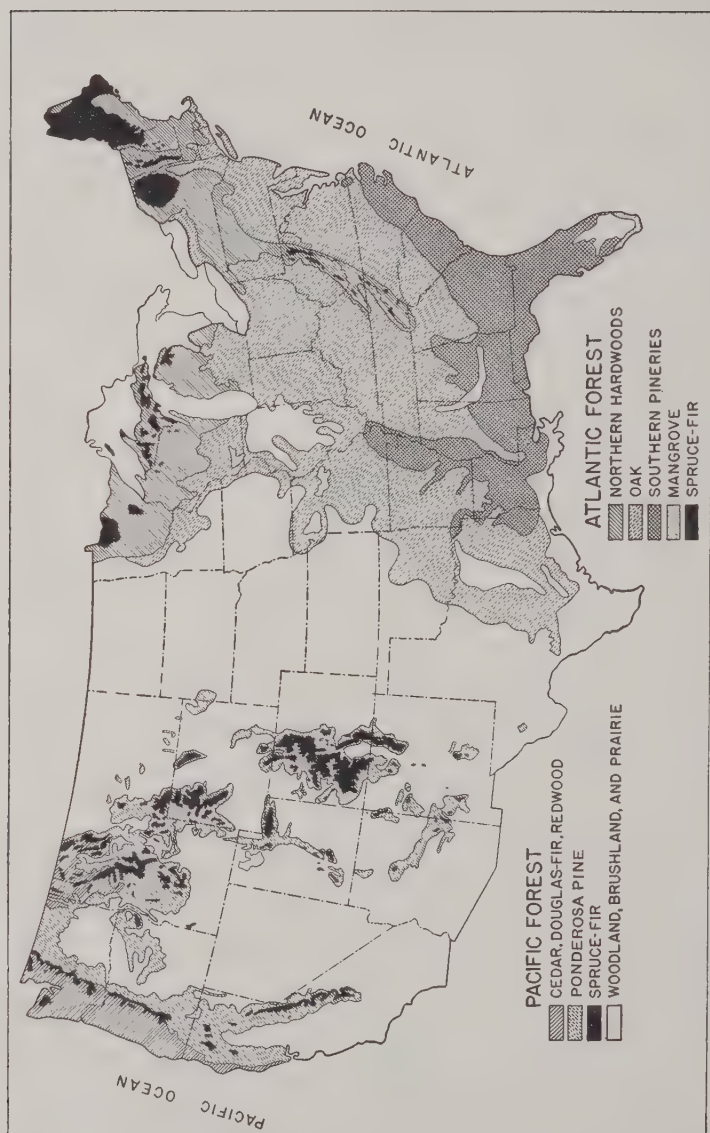 PACIFIC OCEAN
ATLANTIC OCEAN
PACIFIC FOREST
CEDAR, DOUGLAS-FIR, REDWOOD
PONDEROSA PINE
SPRUCE-FIR
WOODLAND, BRUSHLAND, AND PRAIRIE
ATLANTIC FOREST
NORTHERN HARDWOODS
OAK
SOUTHERN PINERIES
MANGROVE
SPRUCE-FIR